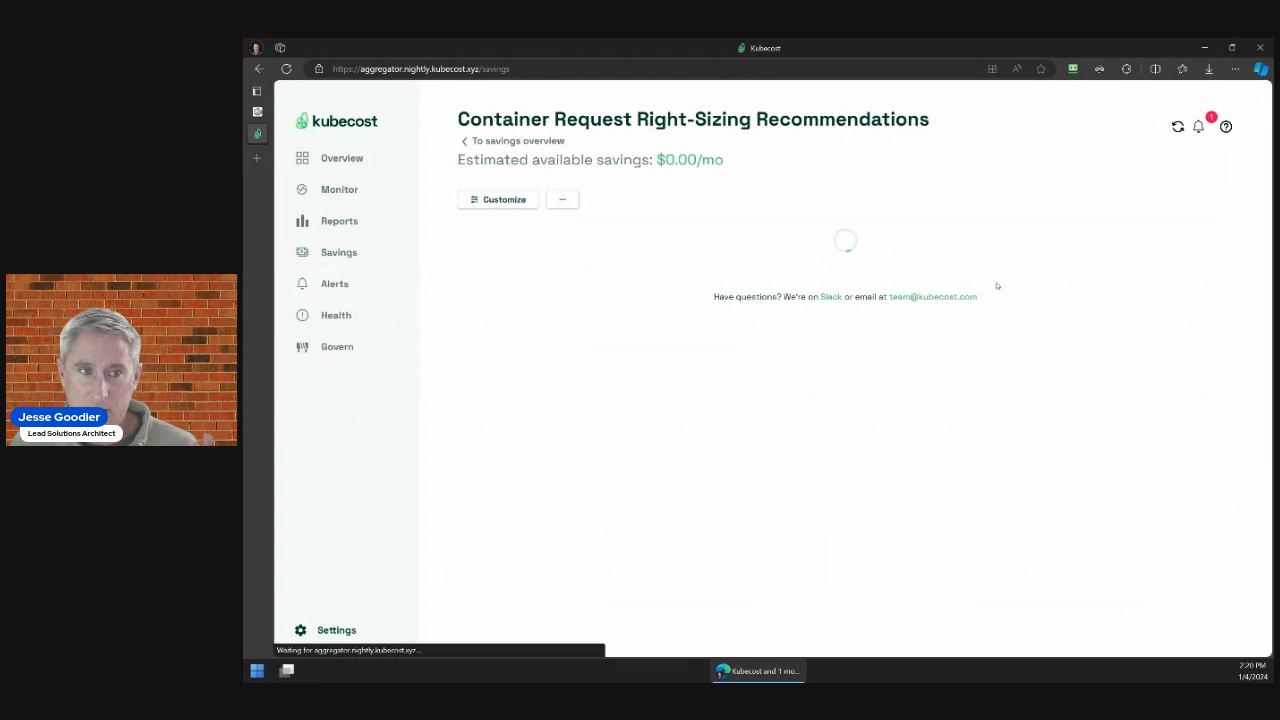 Kubecost
https://aggregator.nightly.kubecost.xyz/savings
kubecost
Overview
Monitor
Reports
Savings
Alerts
Health
Govern
Settings
Container Request Right-Sizing Recommendations
To savings overview
Estimated available savings: $0.00/mo
Customize
...
1
Have questions? We're on Slack or email at team@kubecost.com
Waiting for aggregator.nightly.kubecost.xyz...
Jesse Goodier
Lead Solutions Architect
Kubecost and 1 mo...
2:20 PM
1/4/2024